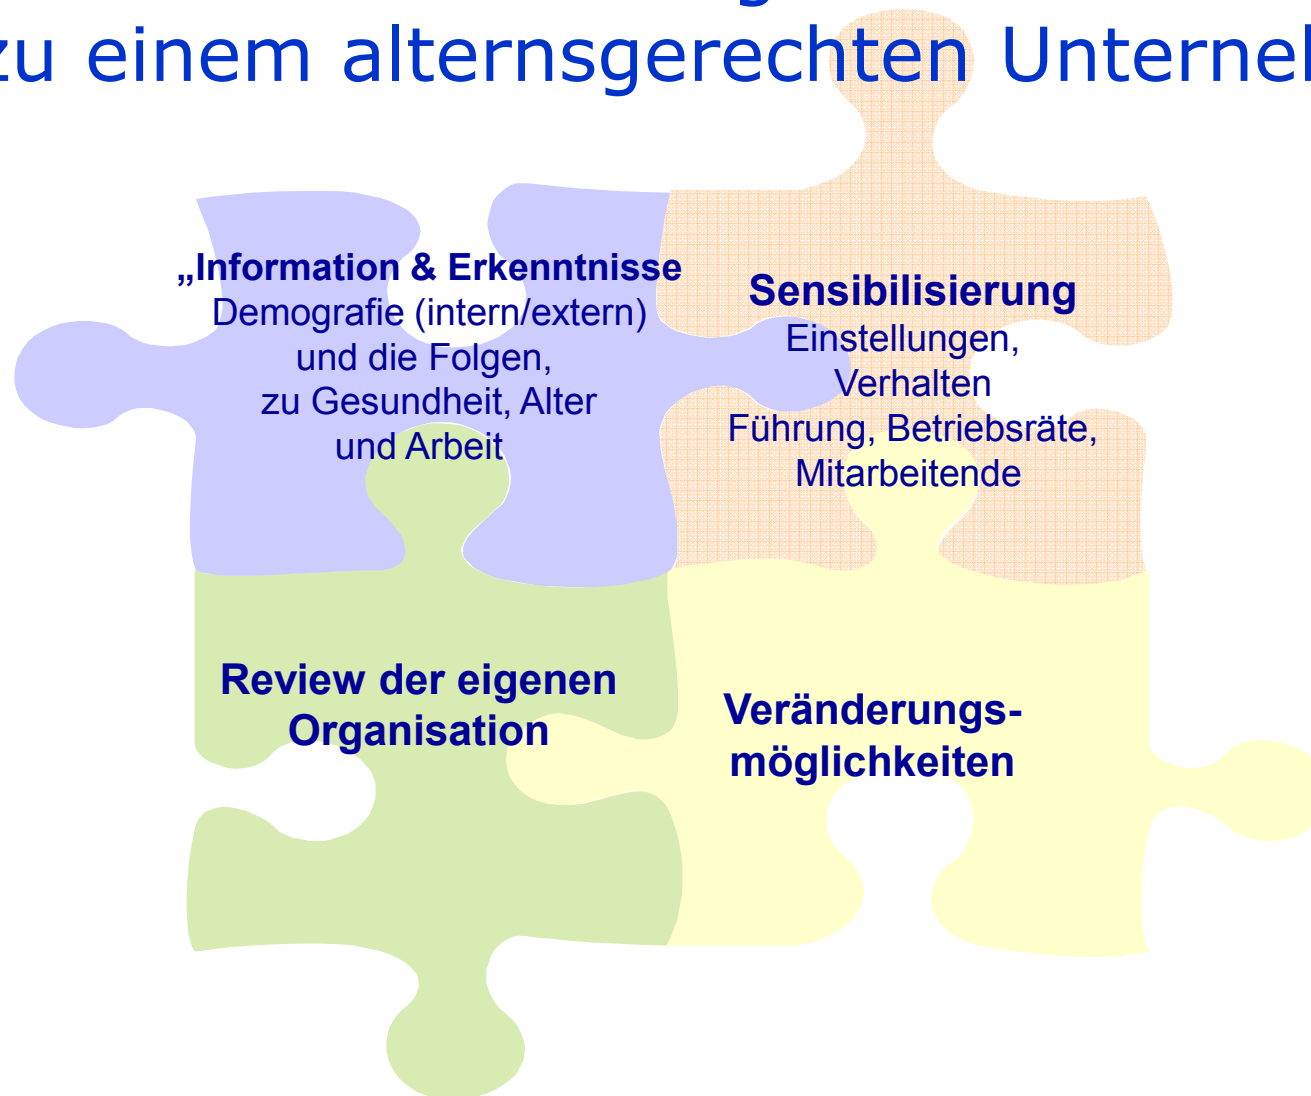 zu einem alternsgerechten
„Information & Erkenntnisse
Demografie (intern/extern)
und die Folgen,
zu Gesundheit, Alter
und Arbeit
Sensibilisierung
Einstellungen,
Verhalten
Führung, Betriebsräte,
Mitarbeitende
Review der eigenen
Organisation
Veränderungs-
möglichkeiten